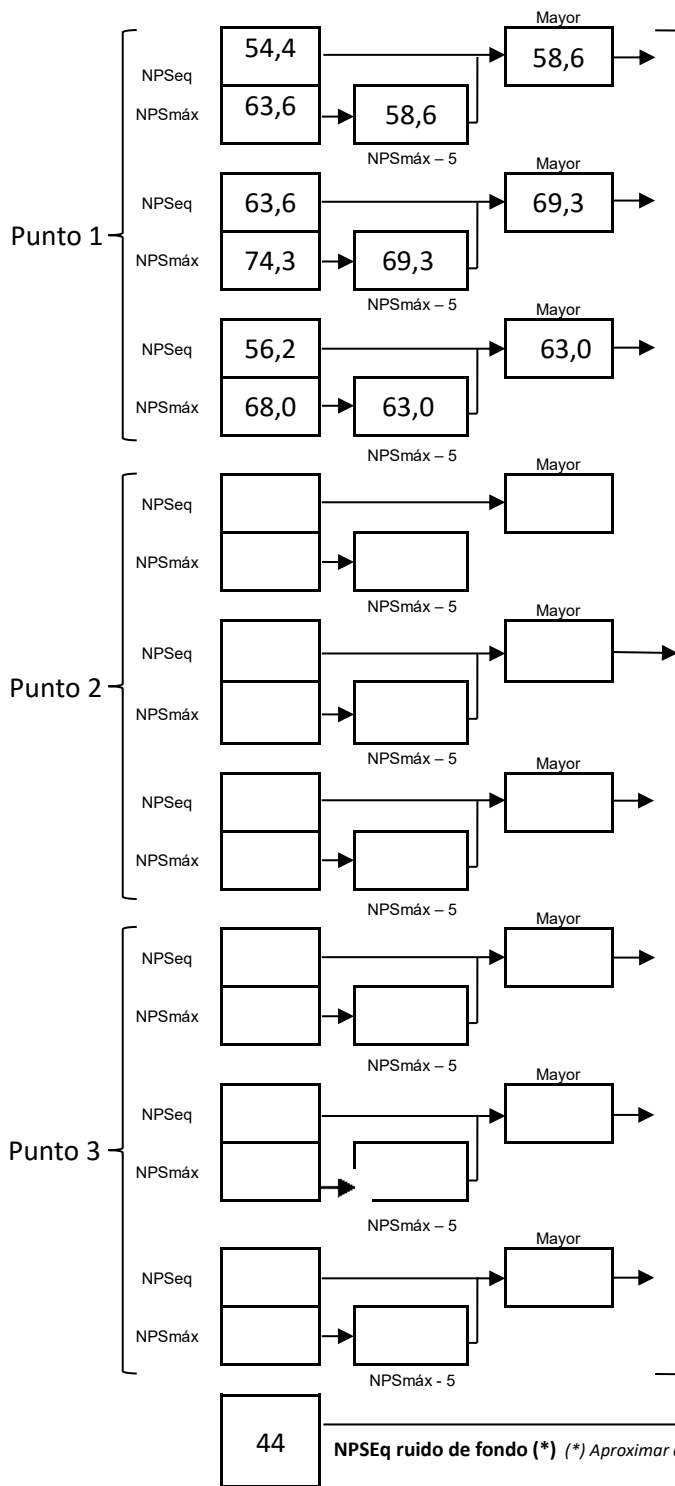 Mayor
54,4
58,6
NPSeq
NPSmáx
63,6
58,6
NPSmáx – 5
Mayor
NPSeq
63,6
69,3
Punto 1
NPSmáx
74,3
69,3
NPSmáx – 5
Mayor
NPSeq
56,2
63,0
NPSmáx
68,0
63,0
NPSmáx – 5
Mayor
NPSeq
NPSmáx
NPSmáx – 5
Mayor
NPSeq
Punto 2
NPSmáx
NPSmáx – 5
Mayor
NPSeq
NPSmáx
NPSmáx – 5
Mayor
NPSeq
NPSmáx
NPSmáx – 5
Mayor
NPSeq
Punto 3
NPSmáx
NPSmáx – 5
Mayor
NPSeq
NPSmáx
NPSmáx - 5
44
NPSEq ruido de fondo (*) (*) Aproximar